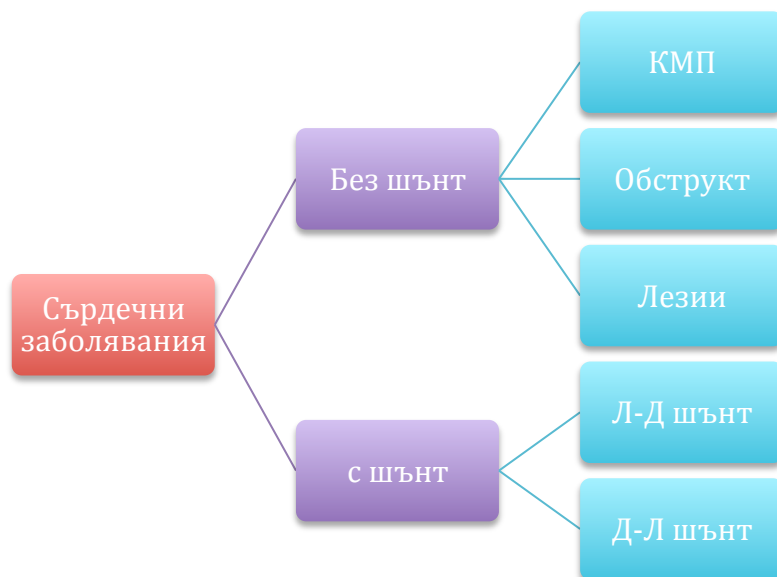 КМП
Без шънт
Обструкт
Лезии
Сърдечни
заболявания
Л-Д шънт
с шънт
Д-Л шънт